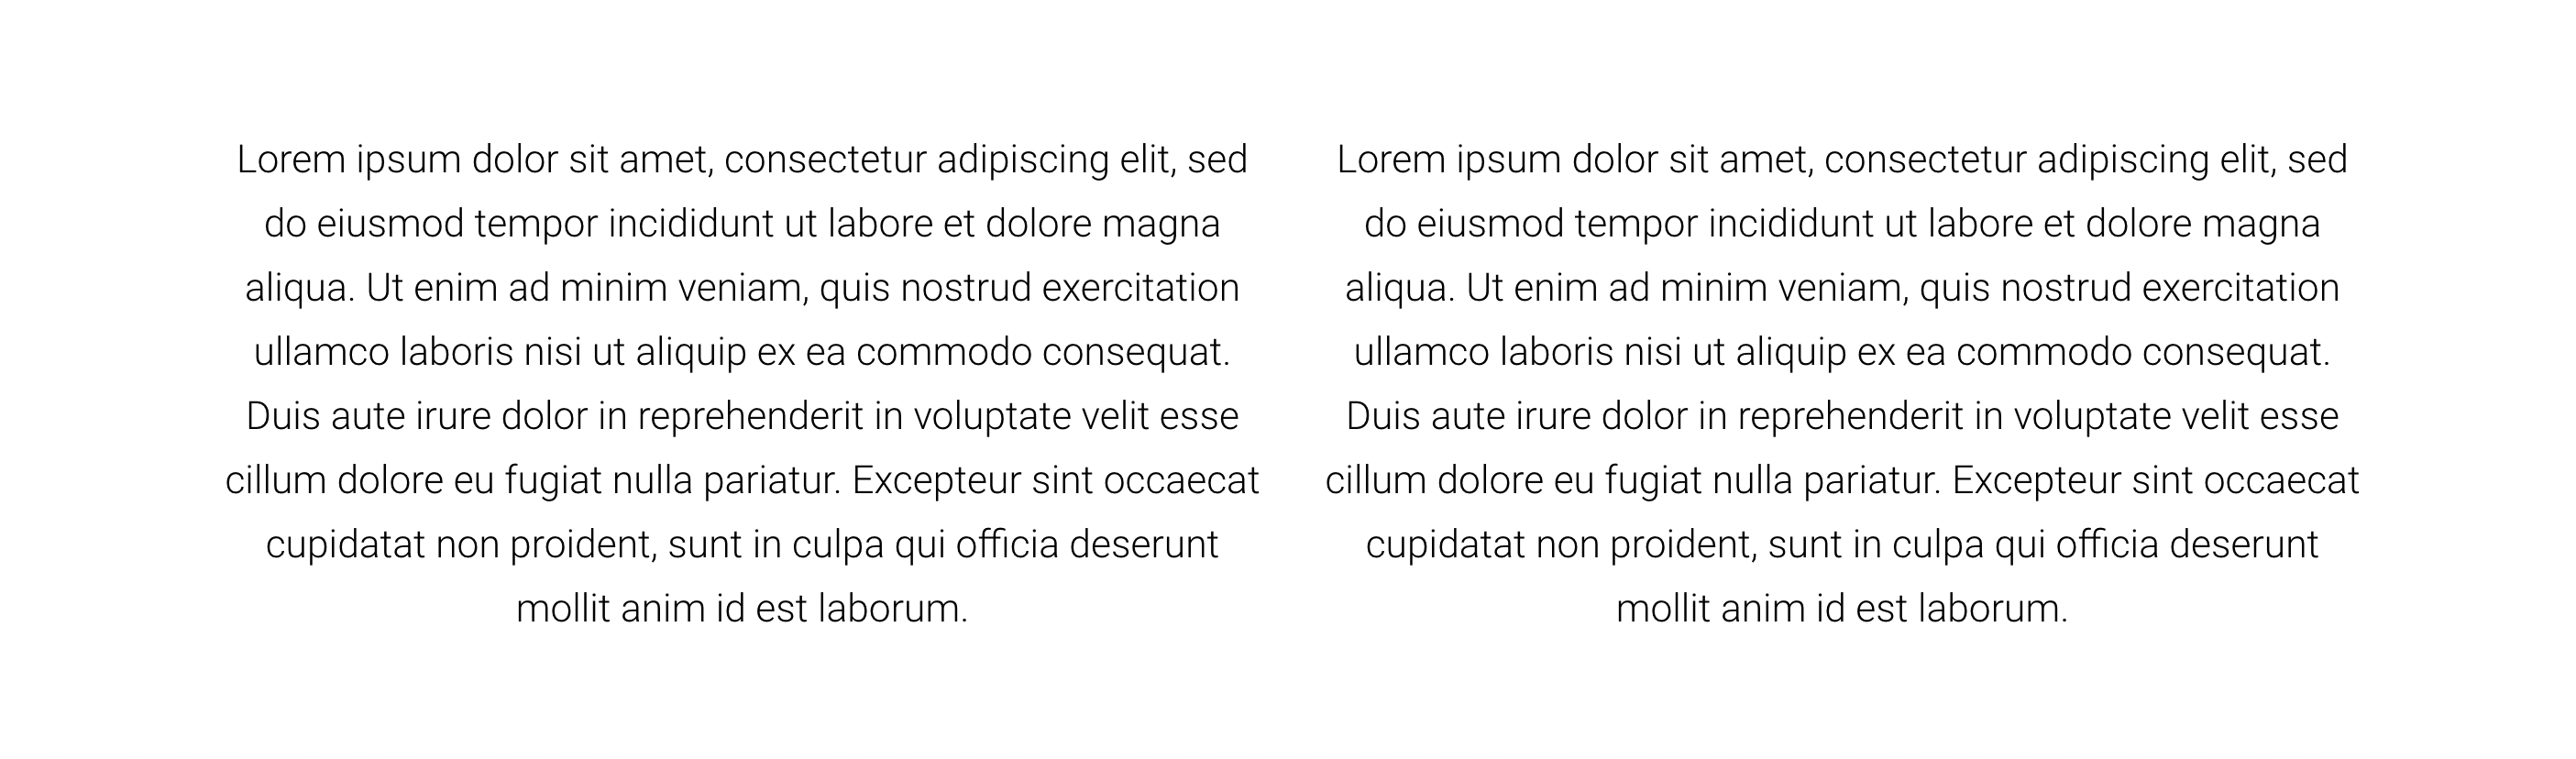 Lorem ipsum dolor sit amet, consectetur adipiscing elit, sed
do eiusmod tempor incididunt ut labore et dolore magna
aliqua. Ut enim ad minim veniam, quis nostrud exercitation
ullamco laboris nisi ut aliquip ex ea commodo consequat.
Duis aute irure dolor in reprehenderit in voluptate velit esse
cillum dolore eu fugiat nulla pariatur. Excepteur sint occaecat
cupidatat non proident, sunt in culpa qui officia deserunt
mollit anim id est laborum.
Lorem ipsum dolor sit amet, consectetur adipiscing elit, sed
do eiusmod tempor incididunt ut labore et dolore magna
aliqua. Ut enim ad minim veniam, quis nostrud exercitation
ullamco laboris nisi ut aliquip ex ea commodo consequat.
Duis aute irure dolor in reprehenderit in voluptate velit esse
cillum dolore eu fugiat nulla pariatur. Excepteur sint occaecat
cupidatat non proident, sunt in culpa qui officia deserunt
mollit anim id est laborum.